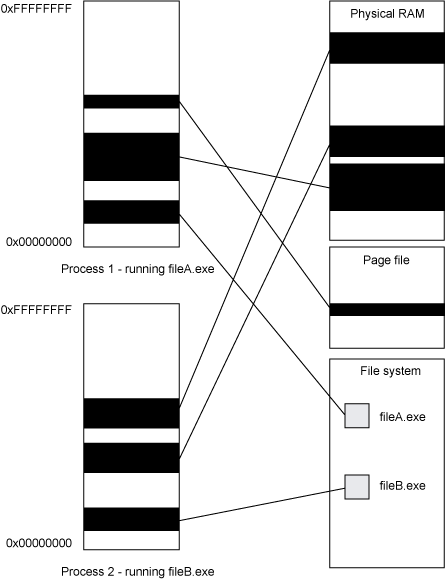 0xFFFFFFFF
0x00000000
Process 1 - running fileA.exe
0xFFFFFFFF
0x00000000
Process 2 - running fileB.exe
Physical RAM
Page file
File system
fileA.exe
fileB.exe